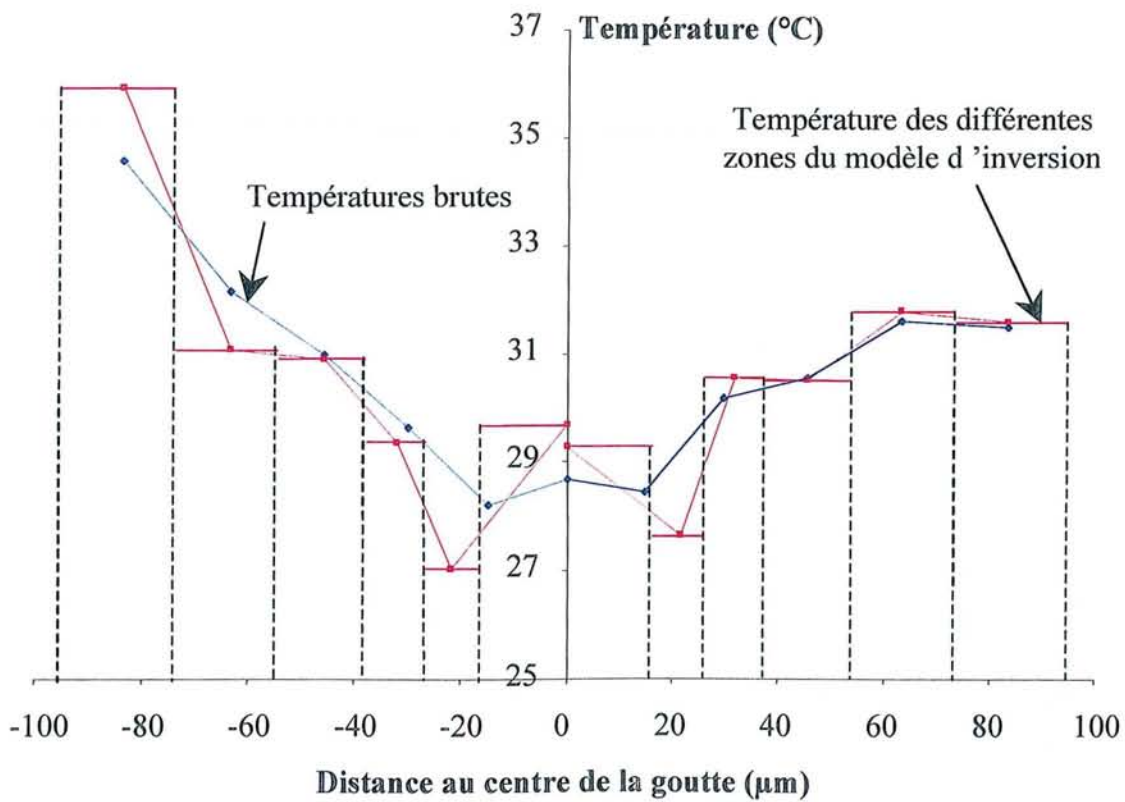 37
Température (°C)
35
Température des différentes
zones du modèle d 'inversion
Températures brutes
33
31
29
27
25
-100 -80 -60 -40 -20 0 20 40 60 80 100
Distance au centre de la goutte (µm)